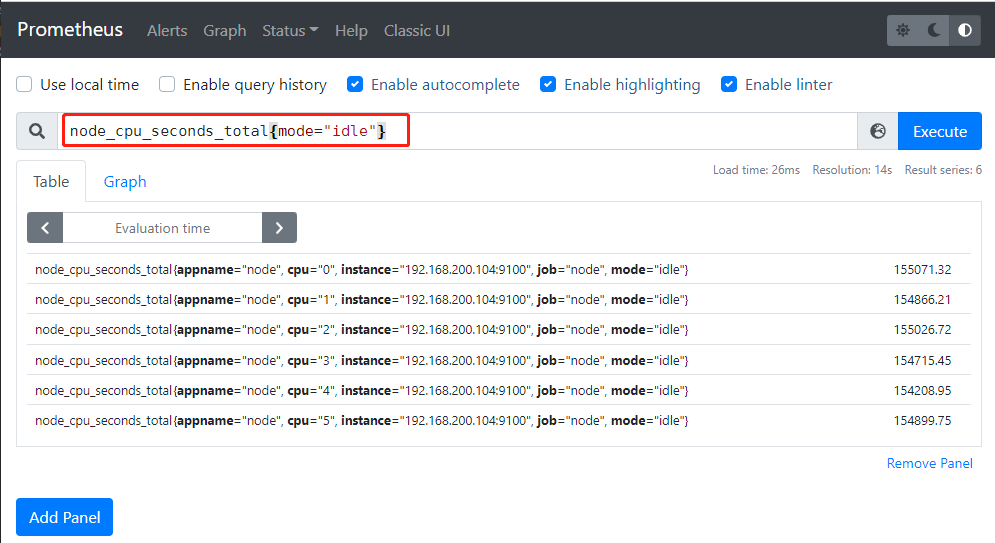 Prometheus Alerts Graph Status Help Classic UI
Use local time Enable query history Enable autocomplete Enable highlighting Enable linter
node_cpu_seconds_total{mode="idle"} Execute
Load time: 26ms Resolution: 14s Result series: 6
Table Graph
Evaluation time
node_cpu_seconds_total{appname="node", cpu="0", instance="192.168.200.104:9100", job="node", mode="idle"} 155071.32
node_cpu_seconds_total{appname="node", cpu="1", instance="192.168.200.104:9100", job="node", mode="idle"} 154866.21
node_cpu_seconds_total{appname="node", cpu="2", instance="192.168.200.104:9100", job="node", mode="idle"} 155026.72
node_cpu_seconds_total{appname="node", cpu="3", instance="192.168.200.104:9100", job="node", mode="idle"} 154715.45
node_cpu_seconds_total{appname="node", cpu="4", instance="192.168.200.104:9100", job="node", mode="idle"} 154208.95
node_cpu_seconds_total{appname="node", cpu="5", instance="192.168.200.104:9100", job="node", mode="idle"} 154899.75
Remove Panel
Add Panel